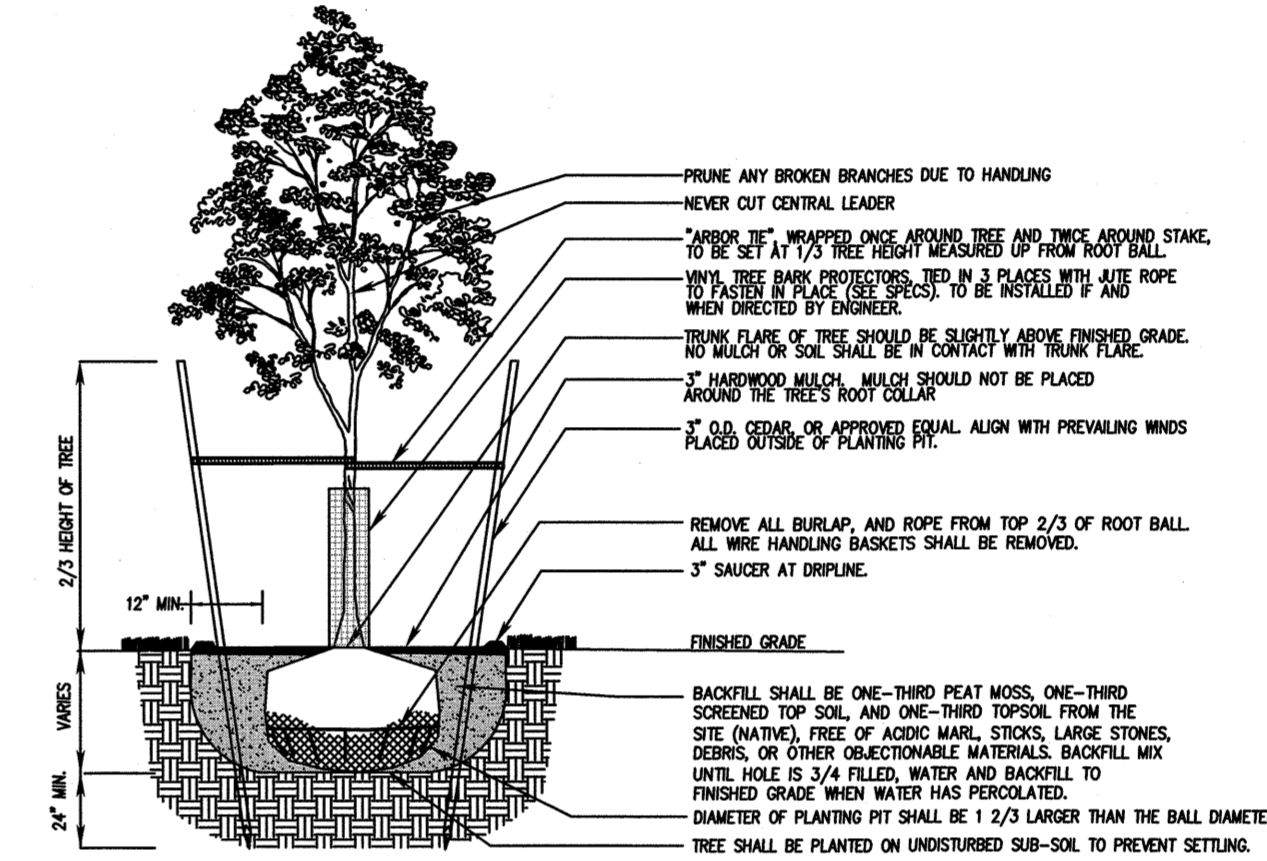 PRUNE ANY BROKEN BRANCHES DUE TO HANDLING
NEVER CUT CENTRAL LEADER
"ARBOR TIE", WRAPPED ONCE AROUND TREE AND TWICE AROUND STAKE,
TO BE SET AT 1/3 TREE HEIGHT MEASURED UP FROM ROOT BALL.
VINYL TREE BARK PROTECTORS, TIED IN 3 PLACES WITH JUTE ROPE
TO FASTEN IN PLACE (SEE SPECS). TO BE INSTALLED IF AND
WHEN DIRECTED BY ENGINEER.
TRUNK FLARE OF TREE SHOULD BE SLIGHTLY ABOVE FINISHED GRADE.
NO MULCH OR SOIL SHALL BE IN CONTACT WITH TRUNK FLARE.
3" HARDWOOD MULCH. MULCH SHOULD NOT BE PLACED
AROUND THE TREE'S ROOT COLLAR
3" O.D. CEDAR, OR APPROVED EQUAL. ALIGN WITH PREVAILING WINDS
PLACED OUTSIDE OF PLANTING PIT.
REMOVE ALL BURLAP, AND ROPE FROM TOP 2/3 OF ROOT BALL.
ALL WIRE HANDLING BASKETS SHALL BE REMOVED.
3" SAUCER AT DRIPLINE.
FINISHED GRADE
BACKFILL SHALL BE ONE-THIRD PEAT MOSS, ONE-THIRD
SCREENED TOP SOIL, AND ONE-THIRD TOPSOIL FROM THE
SITE (NATIVE), FREE OF ACIDIC MARL, STICKS, LARGE STONES,
DEBRIS, OR OTHER OBJECTIONABLE MATERIALS. BACKFILL MIX
UNTIL HOLE IS 3/4 FILLED, WATER AND BACKFILL TO
FINISHED GRADE WHEN WATER HAS PERCOLATED.
DIAMETER OF PLANTING PIT SHALL BE 1 2/3 LARGER THAN THE BALL DIAMETE
TREE SHALL BE PLANTED ON UNDISTURBED SUB-SOIL TO PREVENT SETTLING.
2/3 HEIGHT OF TREE
12" MIN.
VARIES
24" MIN.